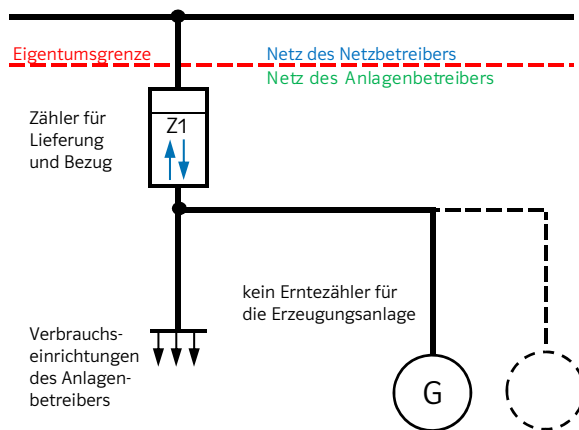 Eigentumsgrenze
Netz des Netzbetreibers
Netz des Anlagenbetreibers
Zähler für
Lieferung
und Bezug
Z1
kein Erntezähler für
die Erzeugungsanlage
Verbrauchs-
einrichtungen
des Anlagen-
betreibers
G